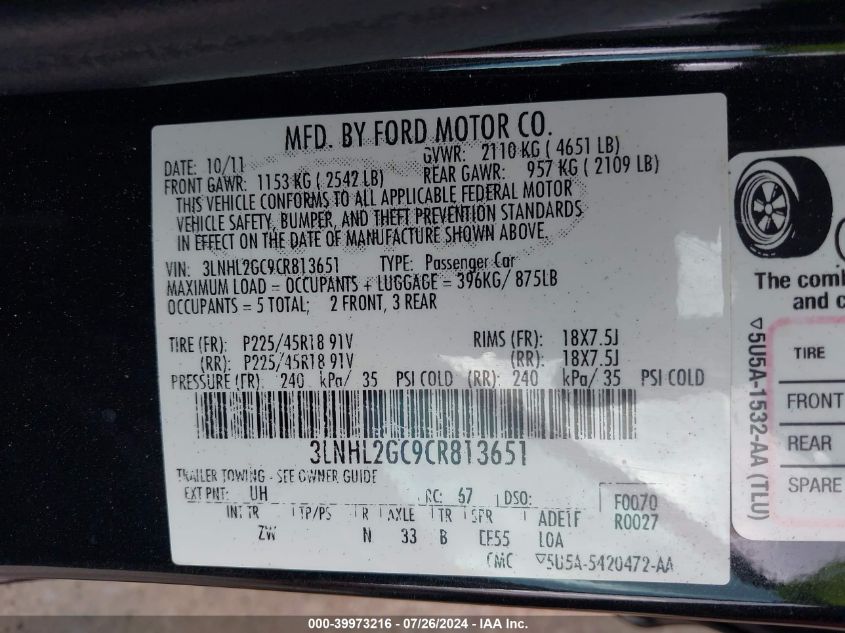 MFD. BY FORD MOTOR CO.
DATE: 10/11 GVWR: 2110 KG ( 4651 LB)
FRONT GAWR: 1153 KG ( 2542 LB) REAR GAWR: 957 KG ( 2109 LB)
THIS VEHICLE CONFORMS TO ALL APPLICABLE FEDERAL MOTOR
VEHICLE SAFETY, BUMPER, AND THEFT PREVENTION STANDARDS
IN EFFECT ON THE DATE OF MANUFACTURE SHOWN ABOVE.
VIN: 3LNHL2GC9CR813651 TYPE: Passenger Car
MAXIMUM LOAD = OCCUPANTS + LUGGAGE = 396KG/ 875LB
OCCUPANTS = 5 TOTAL; 2 FRONT, 3 REAR
TIRE (FR): P225/45R18 91V RIMS (FR): 18X7.5J
(RR): P225/45R18 91V (RR): 18X7.5J
PRESSURE (FR): 240 kPa/ 35 PSI COLD (RR): 240 kPa/ 35 PSI COLD
3LNHL2GC9CR813651
TRAILER TOWING - SEE OWNER GUIDE
EXT PNT: UH RC: 67 DSO: F0070
R0027
INT TR TP/PS R AXLE TR SPR ADE1F
ZW N 33 B EE55 LOA
CMC ▽5U5A-5420472-AA
The comb
and c
TIRE
FRONT
REAR
SPARE
▽5U5A-1532-AA (TLU)
000-39973216 - 07/26/2024 - IAAI INC.